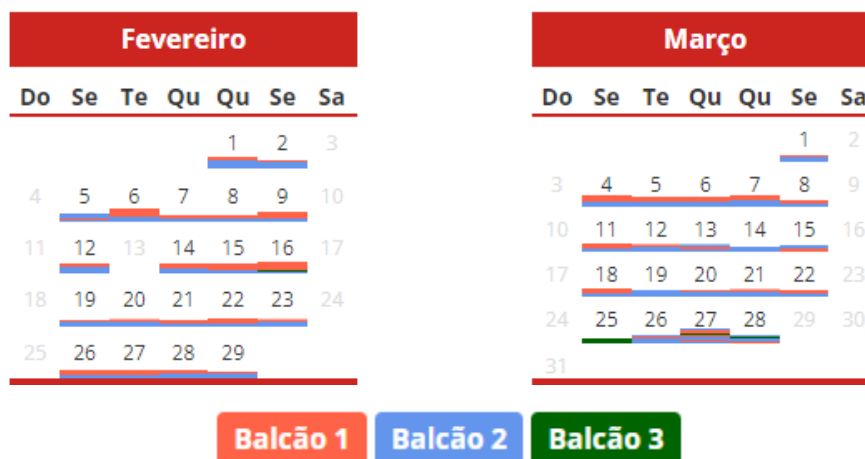 Fevereiro
Do Se Te Qu Qu Se Sa
1 2 3
4 5 6 7 8 9 10
11 12 13 14 15 16 17
18 19 20 21 22 23 24
25 26 27 28 29
Março
Do Se Te Qu Qu Se Sa
1 2
3 4 5 6 7 8 9
10 11 12 13 14 15 16
17 18 19 20 21 22 23
24 25 26 27 28 29 30
31
Balcão 1 Balcão 2 Balcão 3